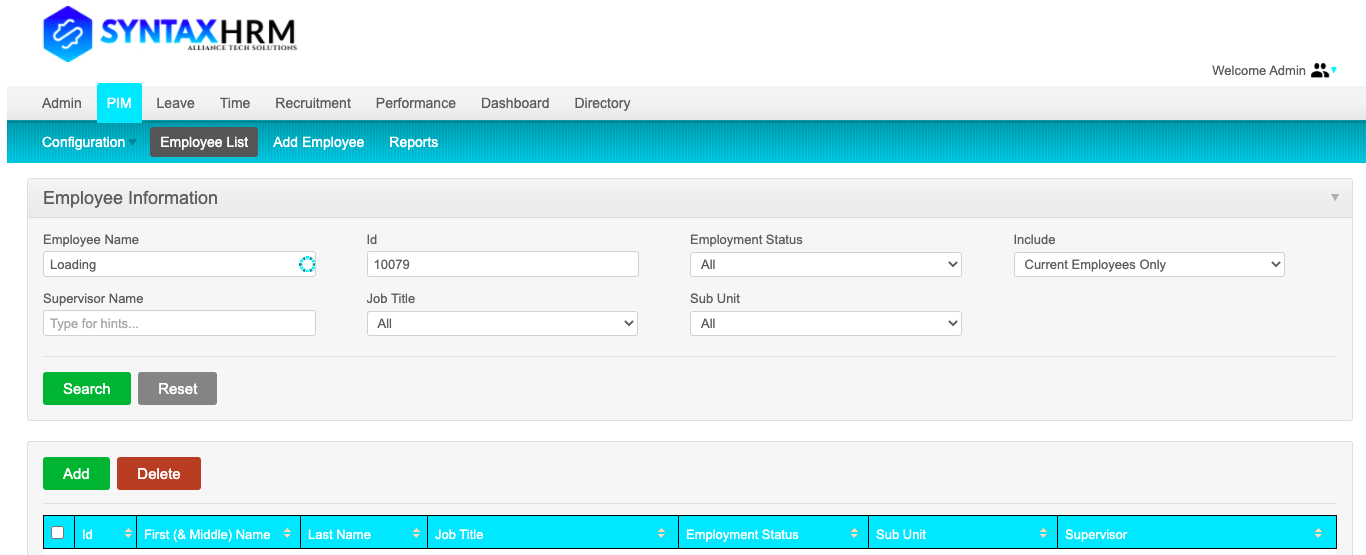 SYNTAXHRM
ALLIANCE TECH SOLUTIONS
Welcome Admin
Admin PIM Leave Time Recruitment Performance Dashboard Directory
Configuration Employee List Add Employee Reports
Employee Information
Employee Name Id Employment Status Include
Loading 10079 All Current Employees Only
Supervisor Name Job Title Sub Unit
Type for hints... All All
Search Reset
Add Delete
Id First (& Middle) Name Last Name Job Title Employment Status Sub Unit Supervisor